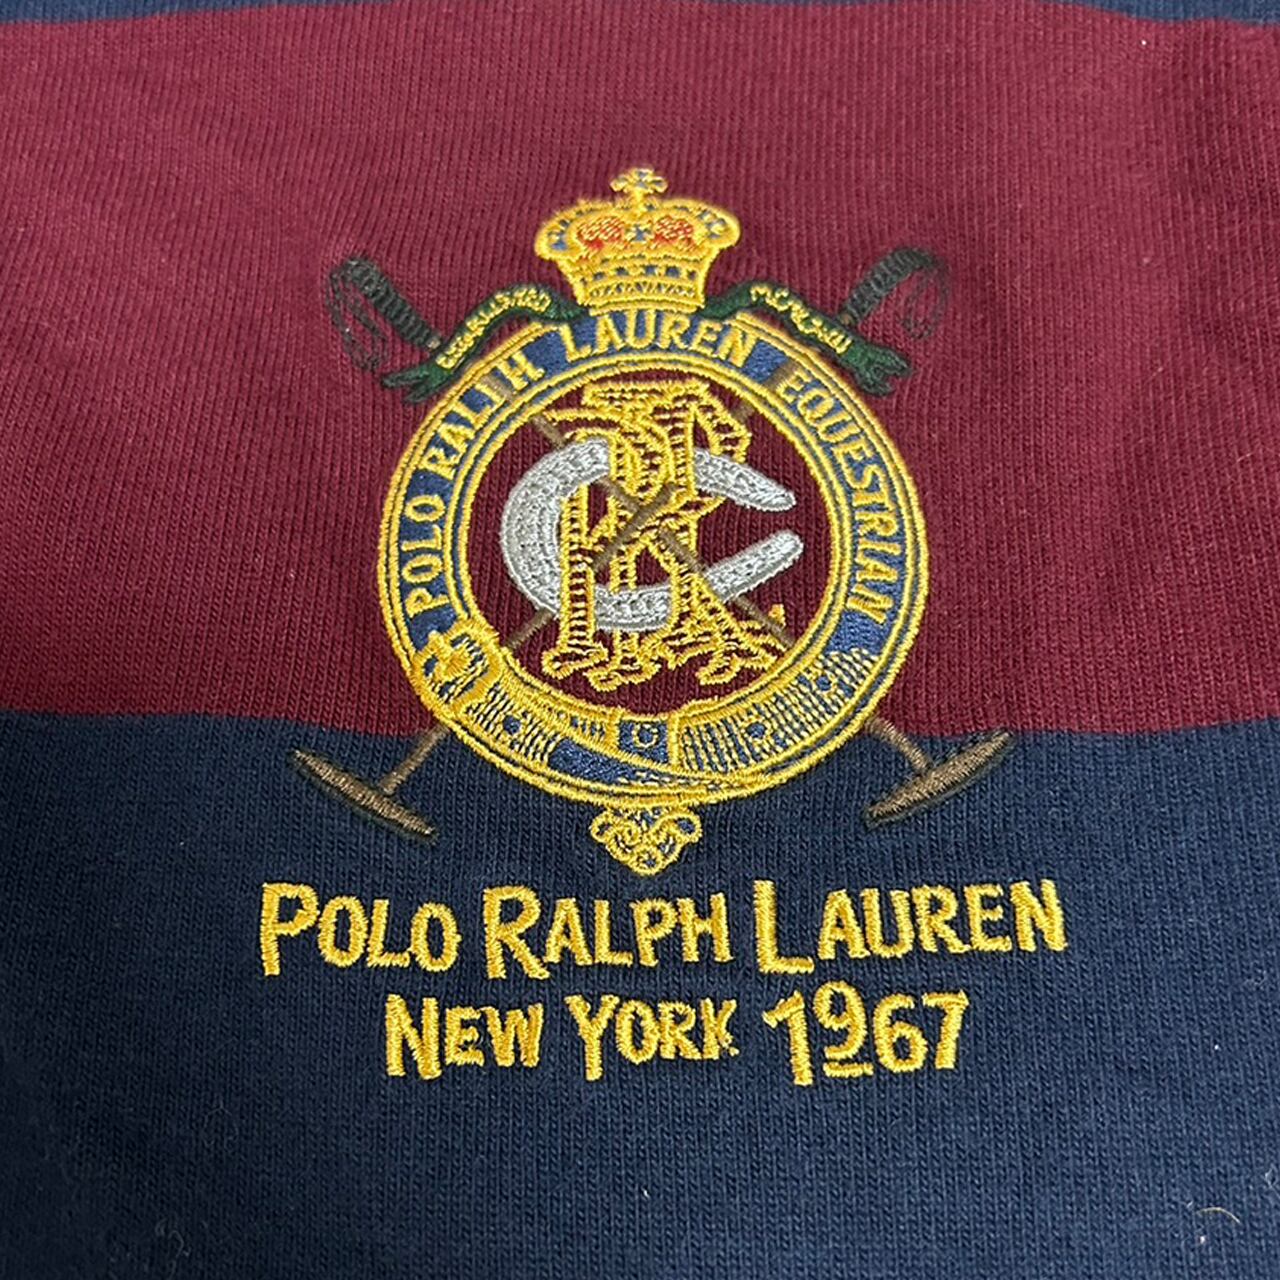 POLO RALPH LAUREN EQUESTRIAN
POLO RALPH LAUREN
NEW YORK 1967